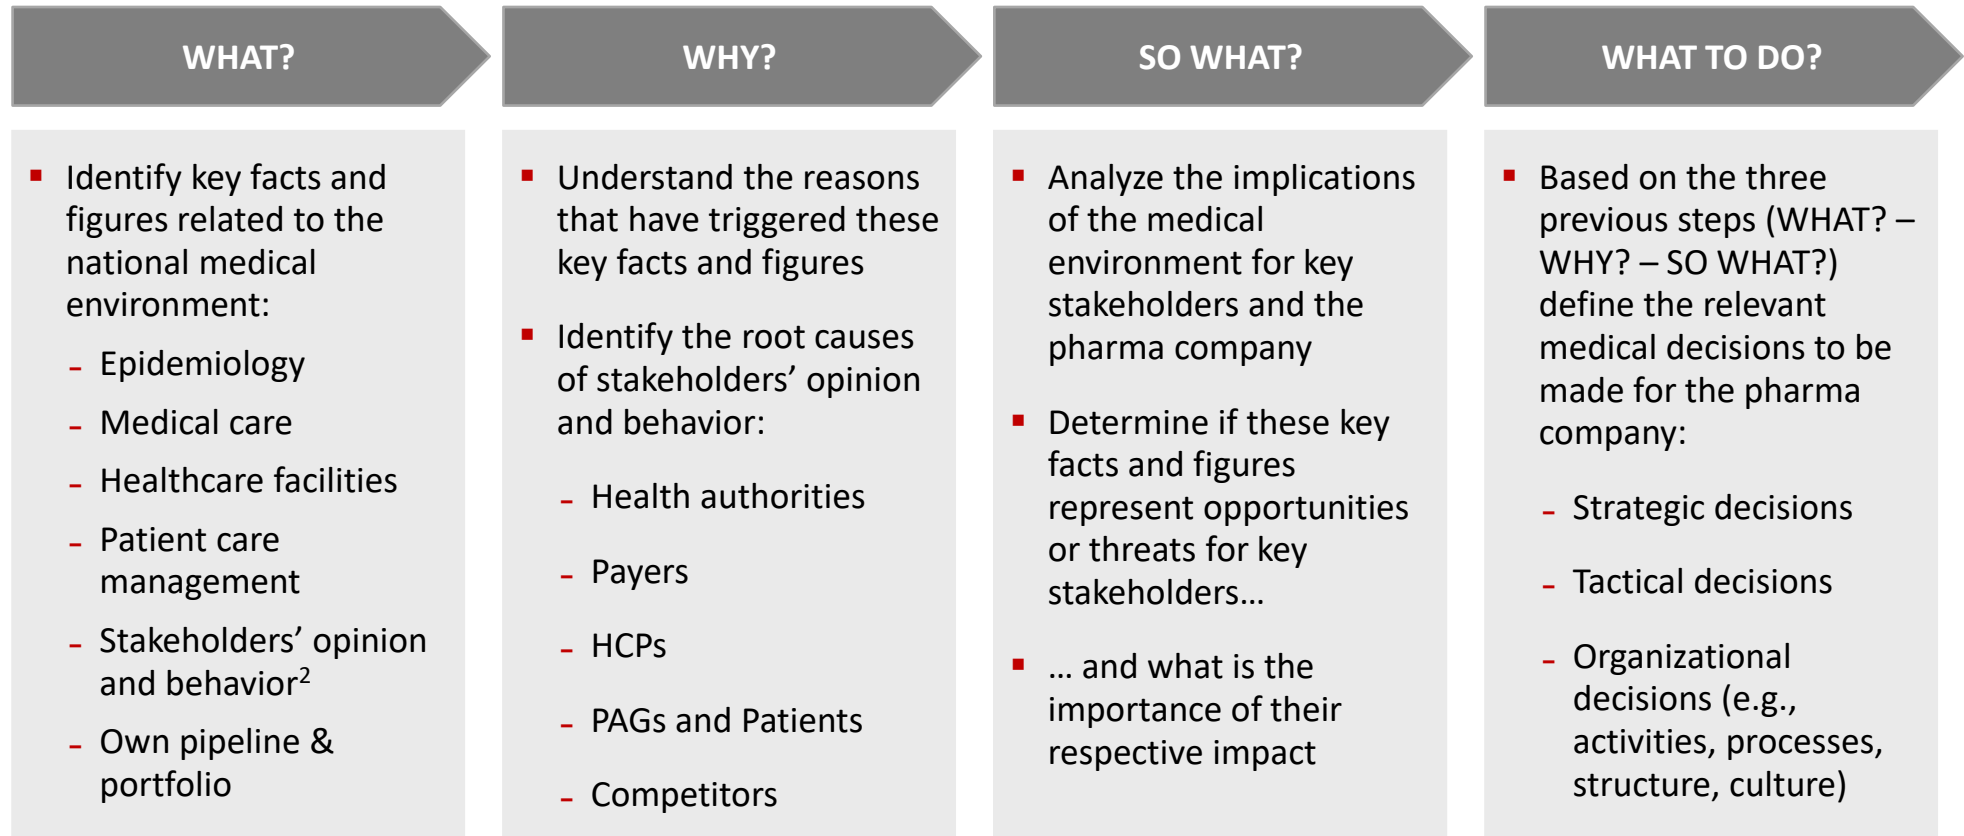 WHAT?
▪ Identify key facts and
figures related to the
national medical
environment:
- Epidemiology
- Medical care
- Healthcare facilities
- Patient care
management
- Stakeholders’ opinion
and behavior²
- Own pipeline &
portfolio
WHY?
▪ Understand the reasons
that have triggered these
key facts and figures
▪ Identify the root causes
of stakeholders’ opinion
and behavior:
- Health authorities
- Payers
- HCPs
- PAGs and Patients
- Competitors
SO WHAT?
▪ Analyze the implications
of the medical
environment for key
stakeholders and the
pharma company
▪ Determine if these key
facts and figures
represent opportunities
or threats for key
stakeholders…
▪ … and what is the
importance of their
respective impact
WHAT TO DO?
▪ Based on the three
previous steps (WHAT? –
WHY? – SO WHAT?)
define the relevant
medical decisions to be
made for the pharma
company:
- Strategic decisions
- Tactical decisions
- Organizational
decisions (e.g.,
activities, processes,
structure, culture)